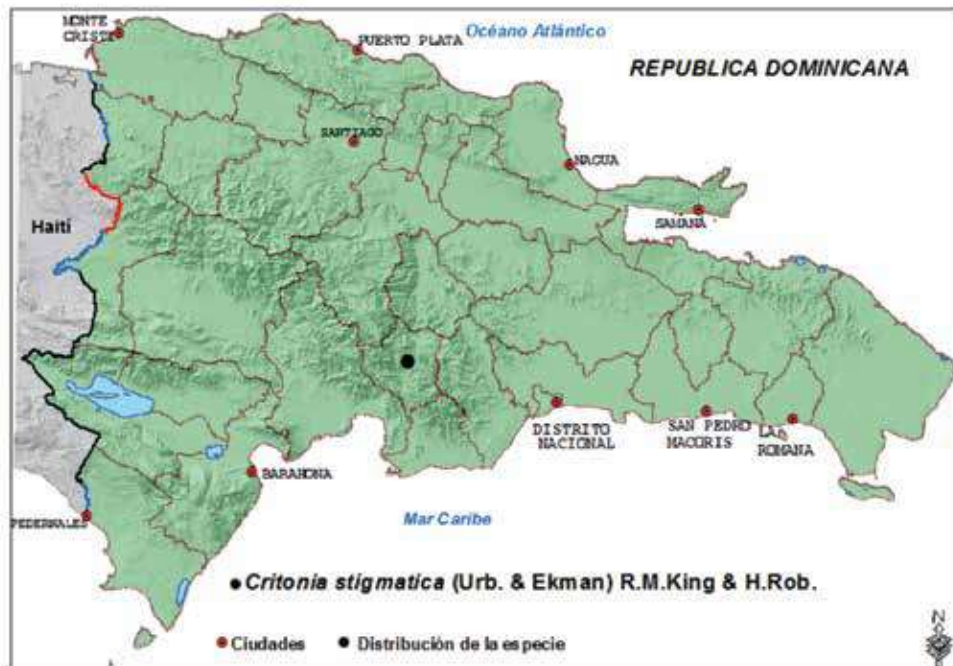 MONTE
CRISTI
PUERTO PLATA
Océano Atlántico
REPUBLICA DOMINICANA
SANTIAGO
NAGUA
SAMANA
Haití
DISTRITO
NACIONAL
SAN PEDRO
MACORIS
LA
ROMANA
BARAHONA
PEDERNALES
Mar Caribe
Critonia stigmatica (Urb. & Ekman) R.M.King & H.Rob.
Ciudades
Distribución de la especie
N